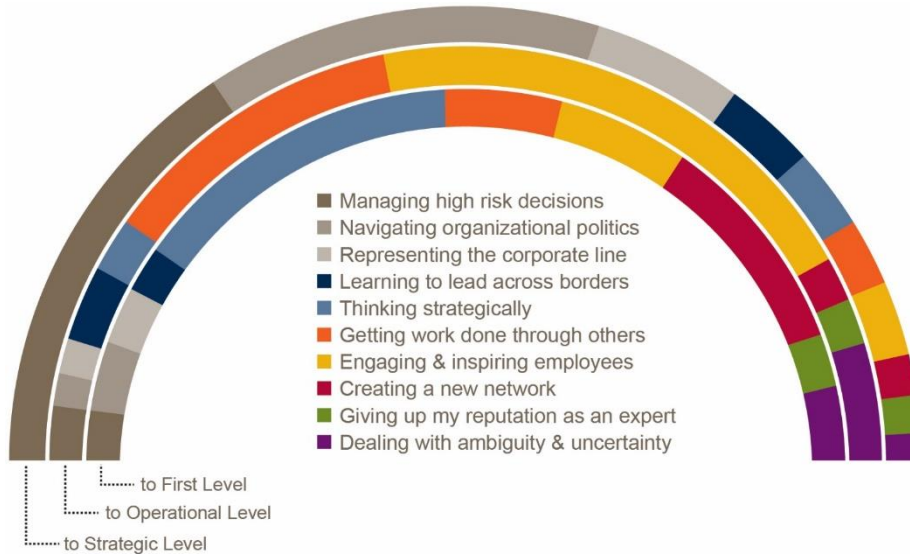 Managing high risk decisions
Navigating organizational politics
Representing the corporate line
Learning to lead across borders
Thinking strategically
Getting work done through others
Engaging & inspiring employees
Creating a new network
Giving up my reputation as an expert
Dealing with ambiguity & uncertainty
to First Level
to Operational Level
to Strategic Level